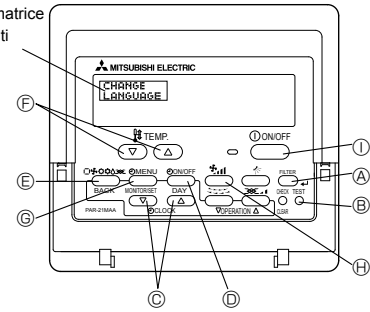 matrice
ti
MITSUBISHI ELECTRIC
CHANGE
LANGUAGE
TEMP.
ON/OFF
F
I
E
MENU
ON/OFF
FILTER
A
BACK
MONITOR/SET
DAY
CHECK TEST
B
PAR-21MAA
CLOCK
OPERATION
CLEAR
G
H
C
D